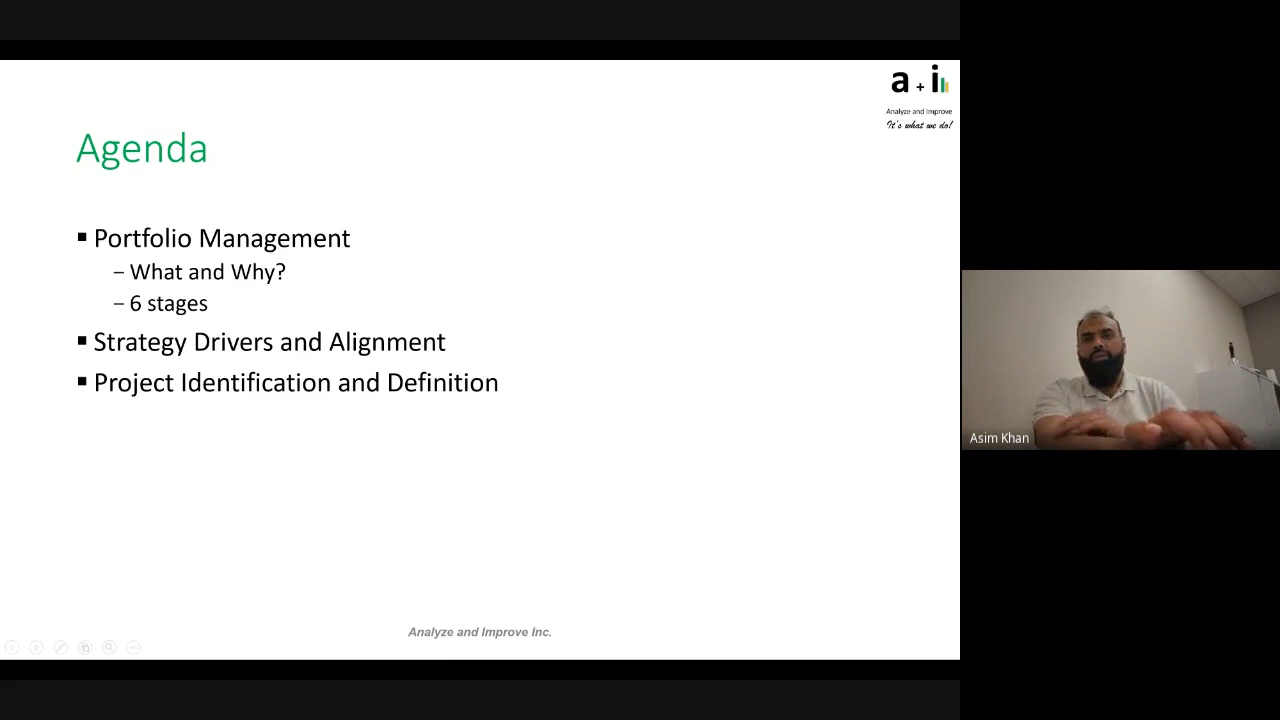 a + i
Analyze and Improve
It's what we do!
Agenda
▪ Portfolio Management
– What and Why?
– 6 stages
▪ Strategy Drivers and Alignment
▪ Project Identification and Definition
Analyze and Improve Inc.
Asim Khan